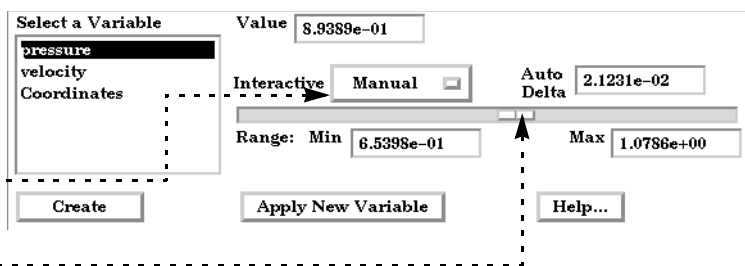 Select a Variable
pressure
velocity
Coordinates
Value 8.9389e-01
Interactive Manual
Auto Delta 2.1231e-02
Range: Min 6.5398e-01
Max 1.0786e+00
Create
Apply New Variable
Help...